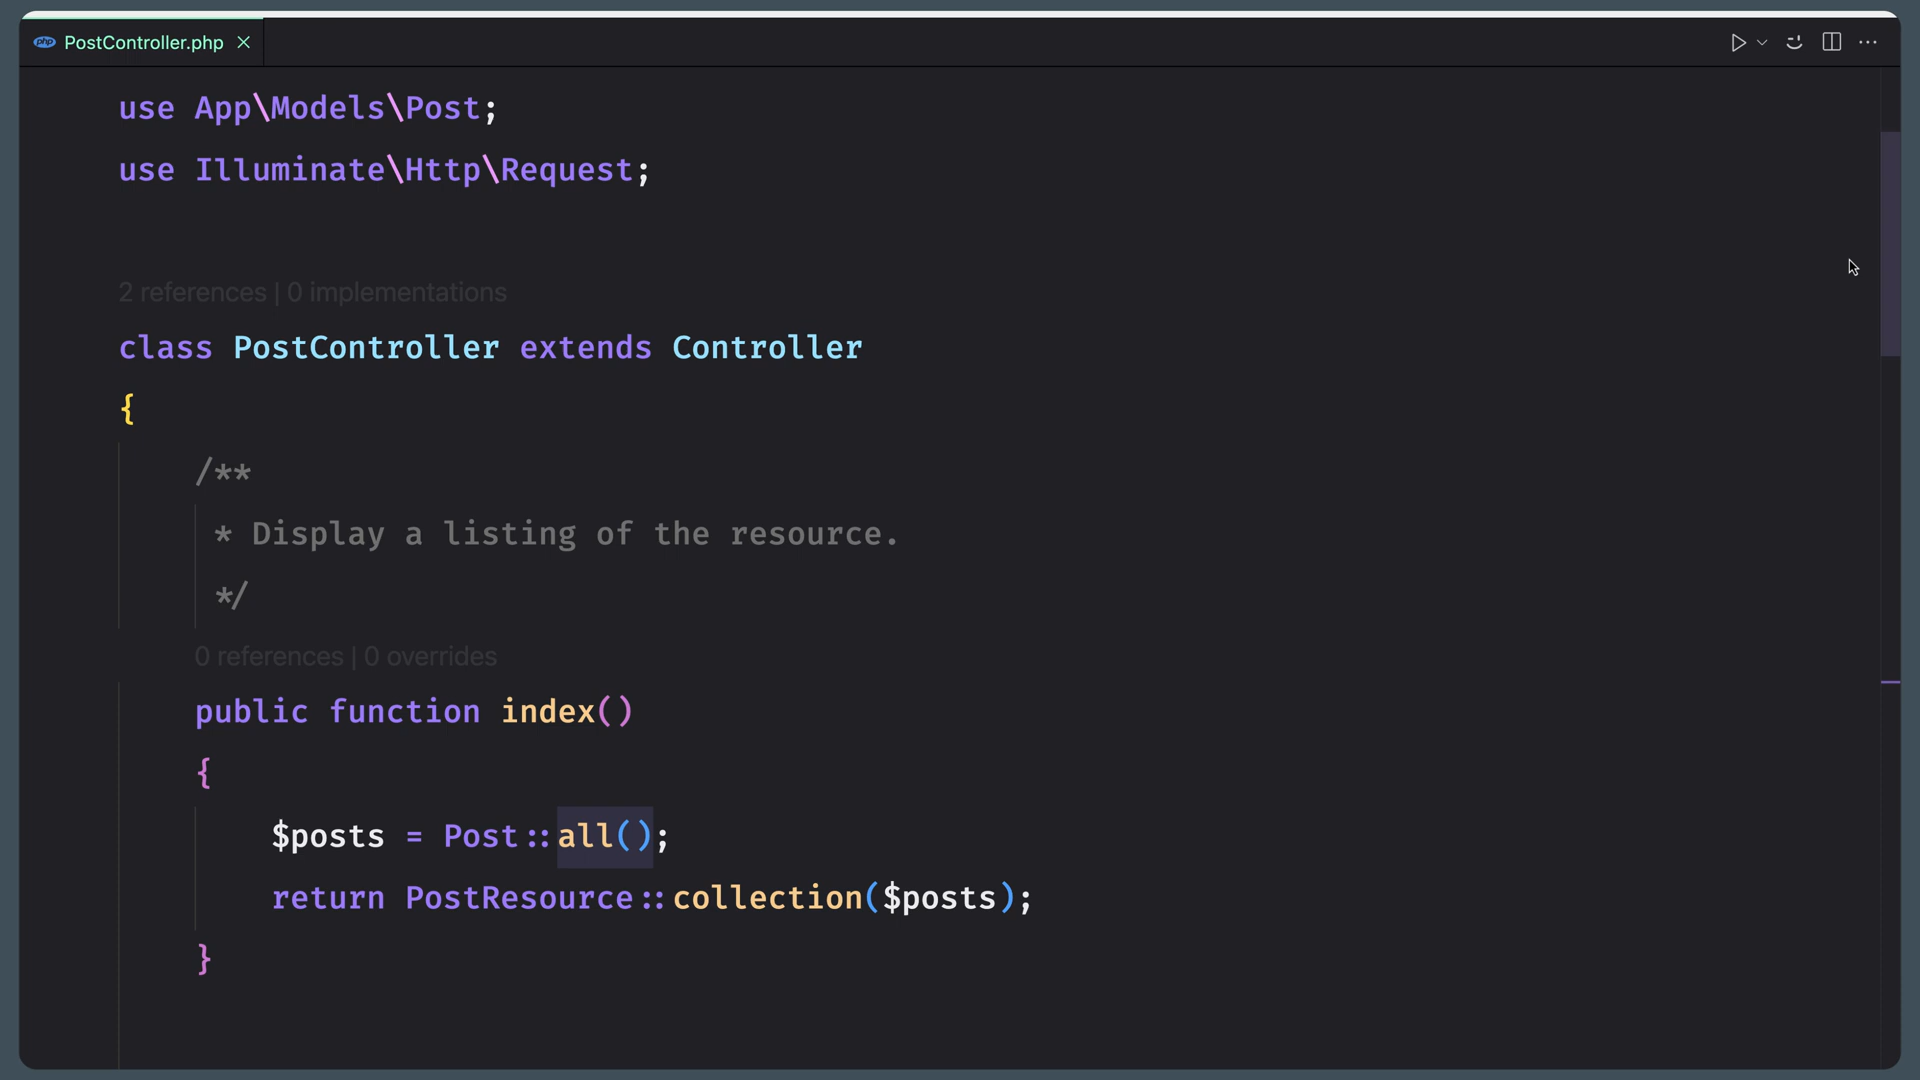 php PostController.php
use App\Models\Post;
use Illuminate\Http\Request;
2 references | 0 implementations
class PostController extends Controller
{
/**
* Display a listing of the resource.
*/
0 references | 0 overrides
public function index()
{
$posts = Post::all();
return PostResource::collection($posts);
}